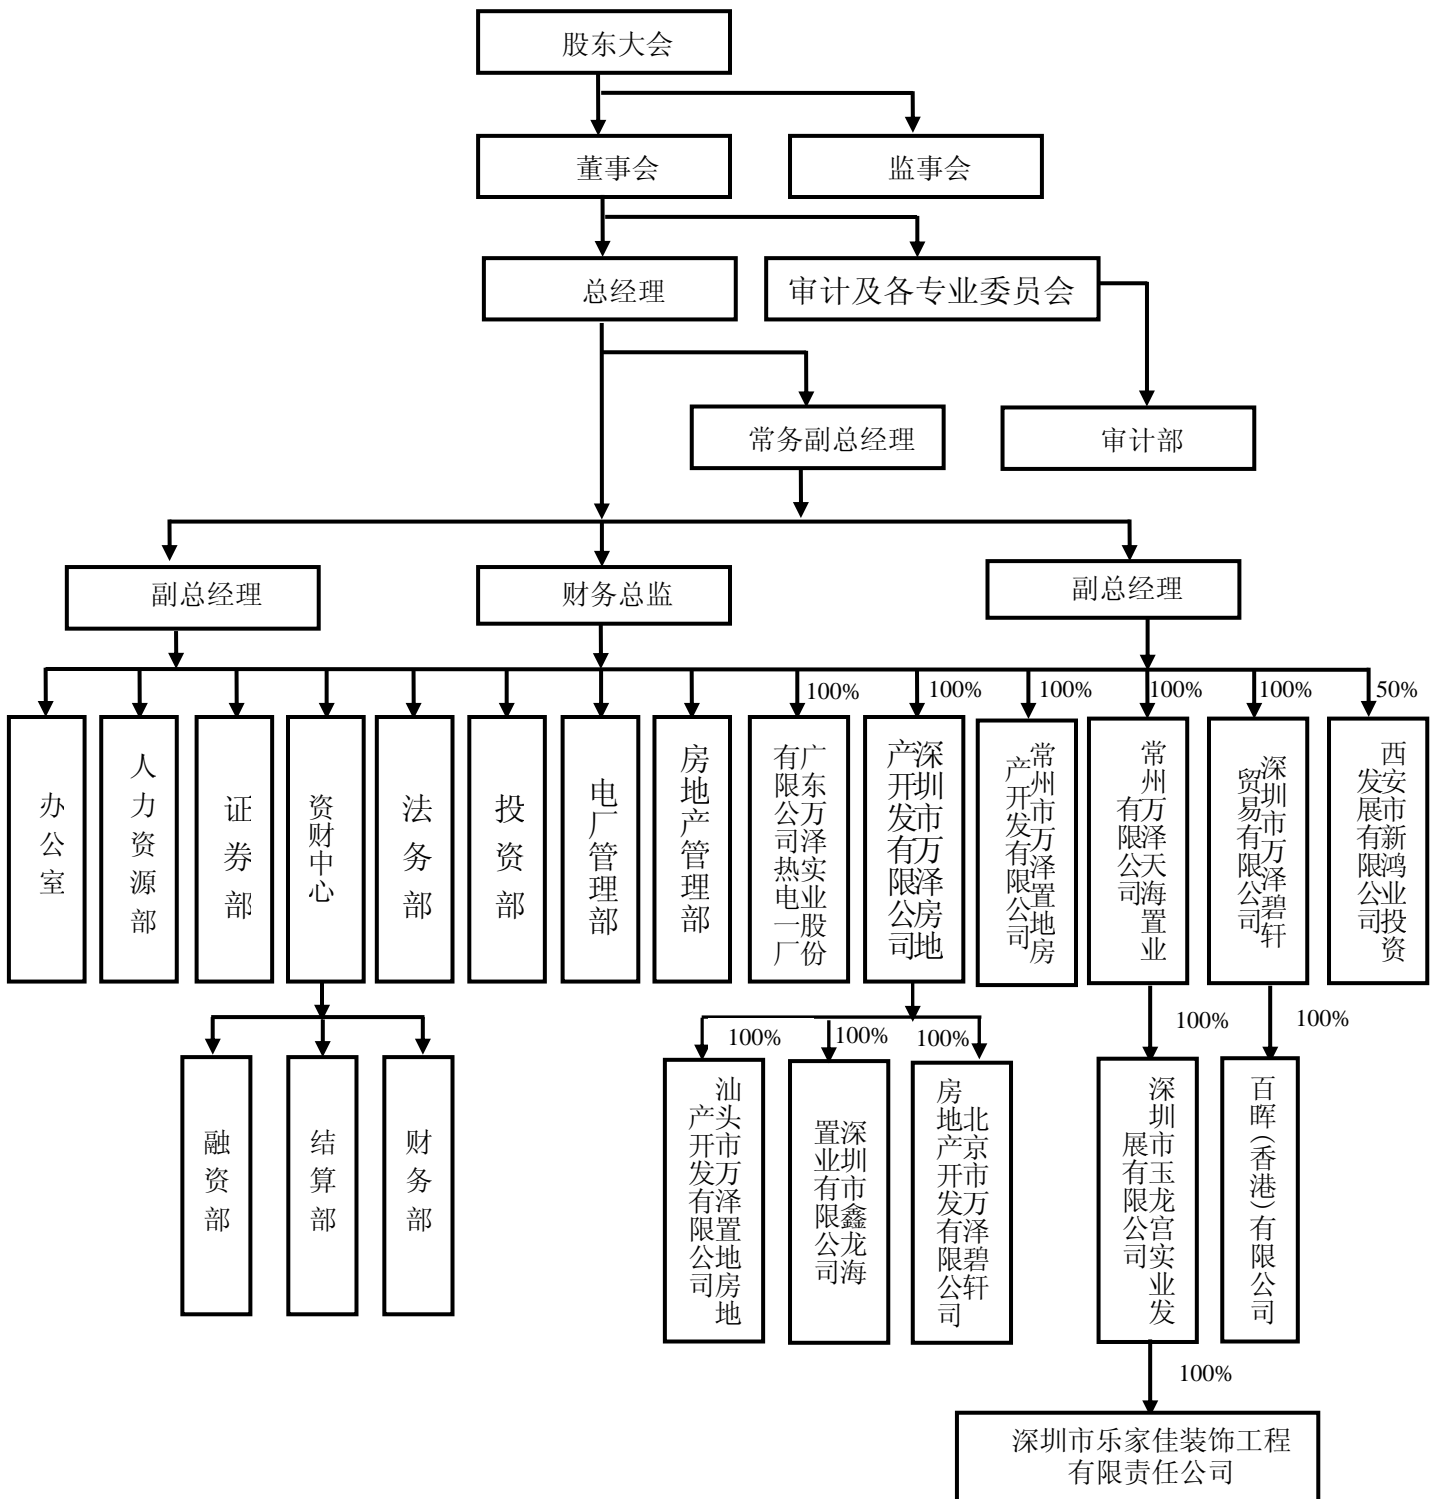 股东大会
董事会
监事会
总经理
审计及各专业委员会
常务副总经理
审计部
副总经理
财务总监
副总经理
100%
100%
100%
100%
100%
50%
办公室
人力资源部
证券部
资财中心
法务部
投资部
电厂管理部
房地产管理部
广东万泽实业股份
有限公司热电一厂
深圳市万泽房地
产开发有限公司
常州市万泽置地房
产开发有限公司
常州万泽天海置业
有限公司
深圳市万泽碧轩
贸易有限公司
西安市新鸿业投资
发展有限公司
100%
100%
100%
100%
100%
融资部
结算部
财务部
汕头市万泽置地房地
产开发有限公司
深圳市鑫龙海
置业有限公司
北京市万泽碧轩
房地产开发有限公司
深圳市玉龙宫实业发
展有限公司
百晖(香港)有限公司
100%
深圳市乐家佳装饰工程
有限责任公司